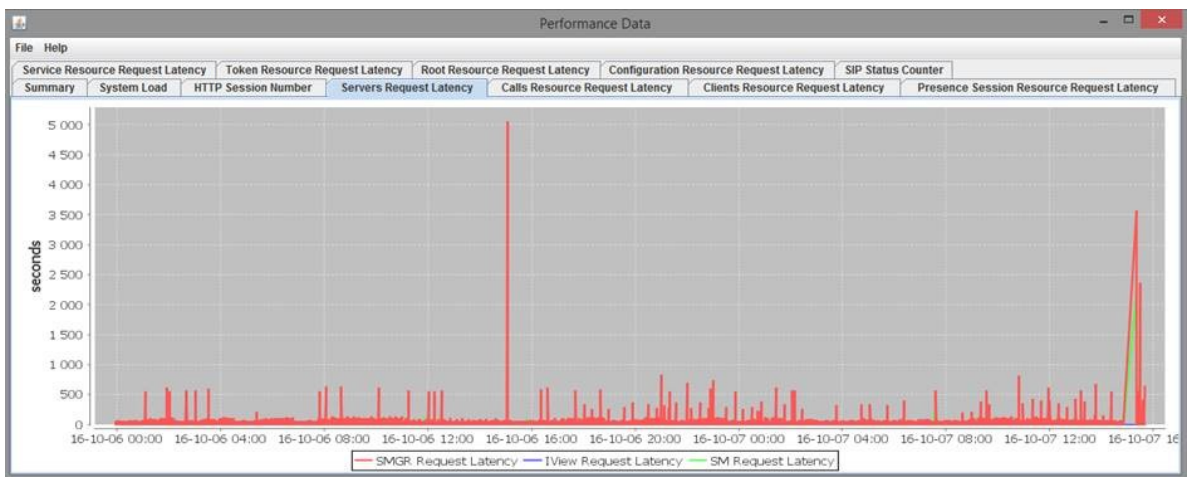 Performance Data
File Help
Service Resource Request Latency Token Resource Request Latency Root Resource Request Latency Configuration Resource Request Latency SIP Status Counter
Summary System Load HTTP Session Number Servers Request Latency Calls Resource Request Latency Clients Resource Request Latency Presence Session Resource Request Latency
5 000
4 500
4 000
3 500
3 000
2 500
2 000
1 500
1 000
500
0
seconds
16-10-06 00:00 16-10-06 04:00 16-10-06 08:00 16-10-06 12:00 16-10-06 16:00 16-10-06 20:00 16-10-07 00:00 16-10-07 04:00 16-10-07 08:00 16-10-07 12:00 16-10-07 16
SMGR Request Latency IView Request Latency SM Request Latency